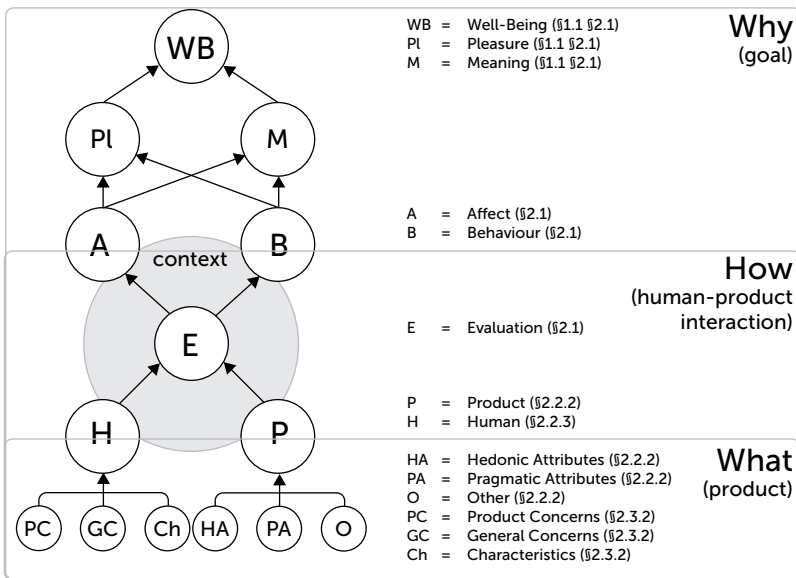 WB
WB = Well-Being (§1.1 §2.1)
Pl = Pleasure (§1.1 §2.1)
M = Meaning (§1.1 §2.1)
Why
(goal)
Pl
M
A = Affect (§2.1)
B = Behaviour (§2.1)
A
B
context
How
(human-product
interaction)
E
E = Evaluation (§2.1)
P = Product (§2.2.2)
H = Human (§2.2.3)
H
P
What
(product)
HA = Hedonic Attributes (§2.2.2)
PA = Pragmatic Attributes (§2.2.2)
O = Other (§2.2.2)
PC = Product Concerns (§2.3.2)
GC = General Concerns (§2.3.2)
Ch = Characteristics (§2.3.2)
PC
GC
Ch
HA
PA
O